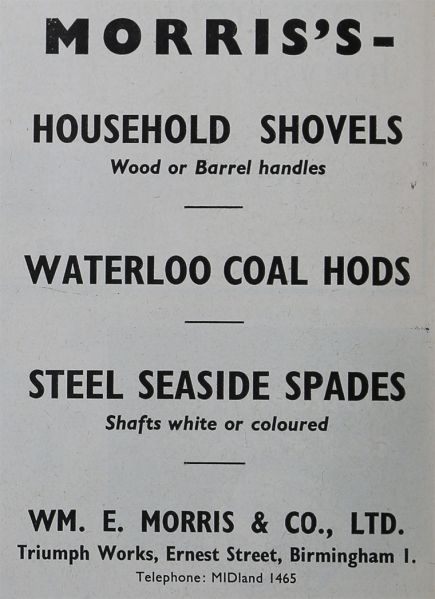 MORRIS'S-
HOUSEHOLD SHOVELS
Wood or Barrel handles
WATERLOO COAL HODS
STEEL SEASIDE SPADES
Shafts white or coloured
WM. E. MORRIS & CO., LTD.
Triumph Works, Ernest Street, Birmingham 1.
Telephone: MIDland 1465